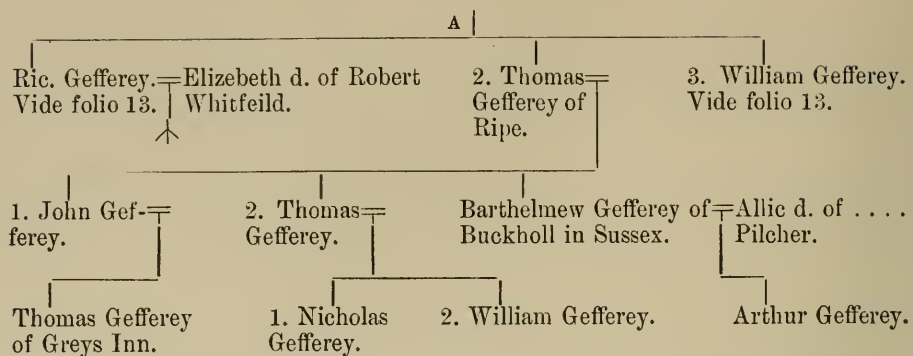 A
Ric. Gefferey. Elizebeth d. of Robert
Vide folio 13. Whitfeild.
2. Thomas
Gefferey of
Ripe.
3. William Gefferey.
Vide folio 13.
1. John Gef-
ferey.
2. Thomas
Gefferey.
Barthelmew Gefferey of
Buckholl in Sussex.
Allic d. of ....
Pilcher.
Thomas Gefferey
of Greys Inn.
1. Nicholas
Gefferey.
2. William Gefferey.
Arthur Gefferey.